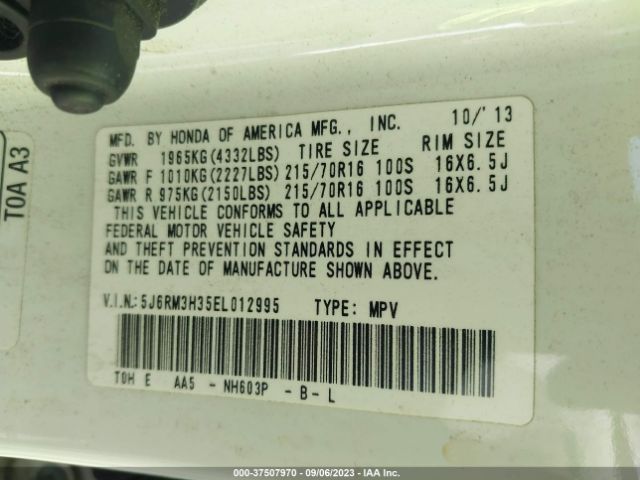 TOA A3
MFD. BY HONDA OF AMERICA MFG., INC. 10/'13
GVWR 1965KG(4332LBS) TIRE SIZE RIM SIZE
GAWR F 1010KG(2227LBS) 215/70R16 100S 16X6.5J
GAWR R 975KG(2150LBS) 215/70R16 100S 16X6.5J
THIS VEHICLE CONFORMS TO ALL APPLICABLE
FEDERAL MOTOR VEHICLE SAFETY
AND THEFT PREVENTION STANDARDS IN EFFECT
ON THE DATE OF MANUFACTURE SHOWN ABOVE.
V.I.N.:5J6RM3H35EL012995 TYPE: MPV
TOH E AA5 - NH603P - B - L
000-37507970 - 09/06/2023 - IAA Inc.